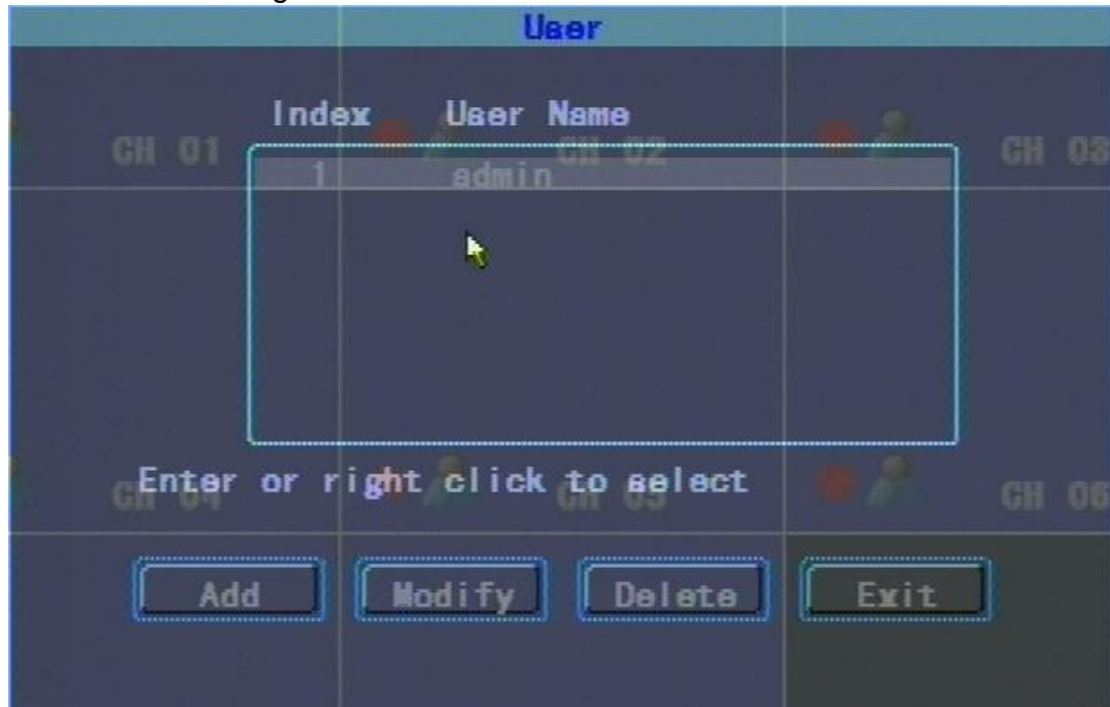 User
Index User Name
CH 01 CH 02 CH 03
1 admin
Enter or right click to select
CH 04 CH 05 CH 06
Add Modify Delete Exit